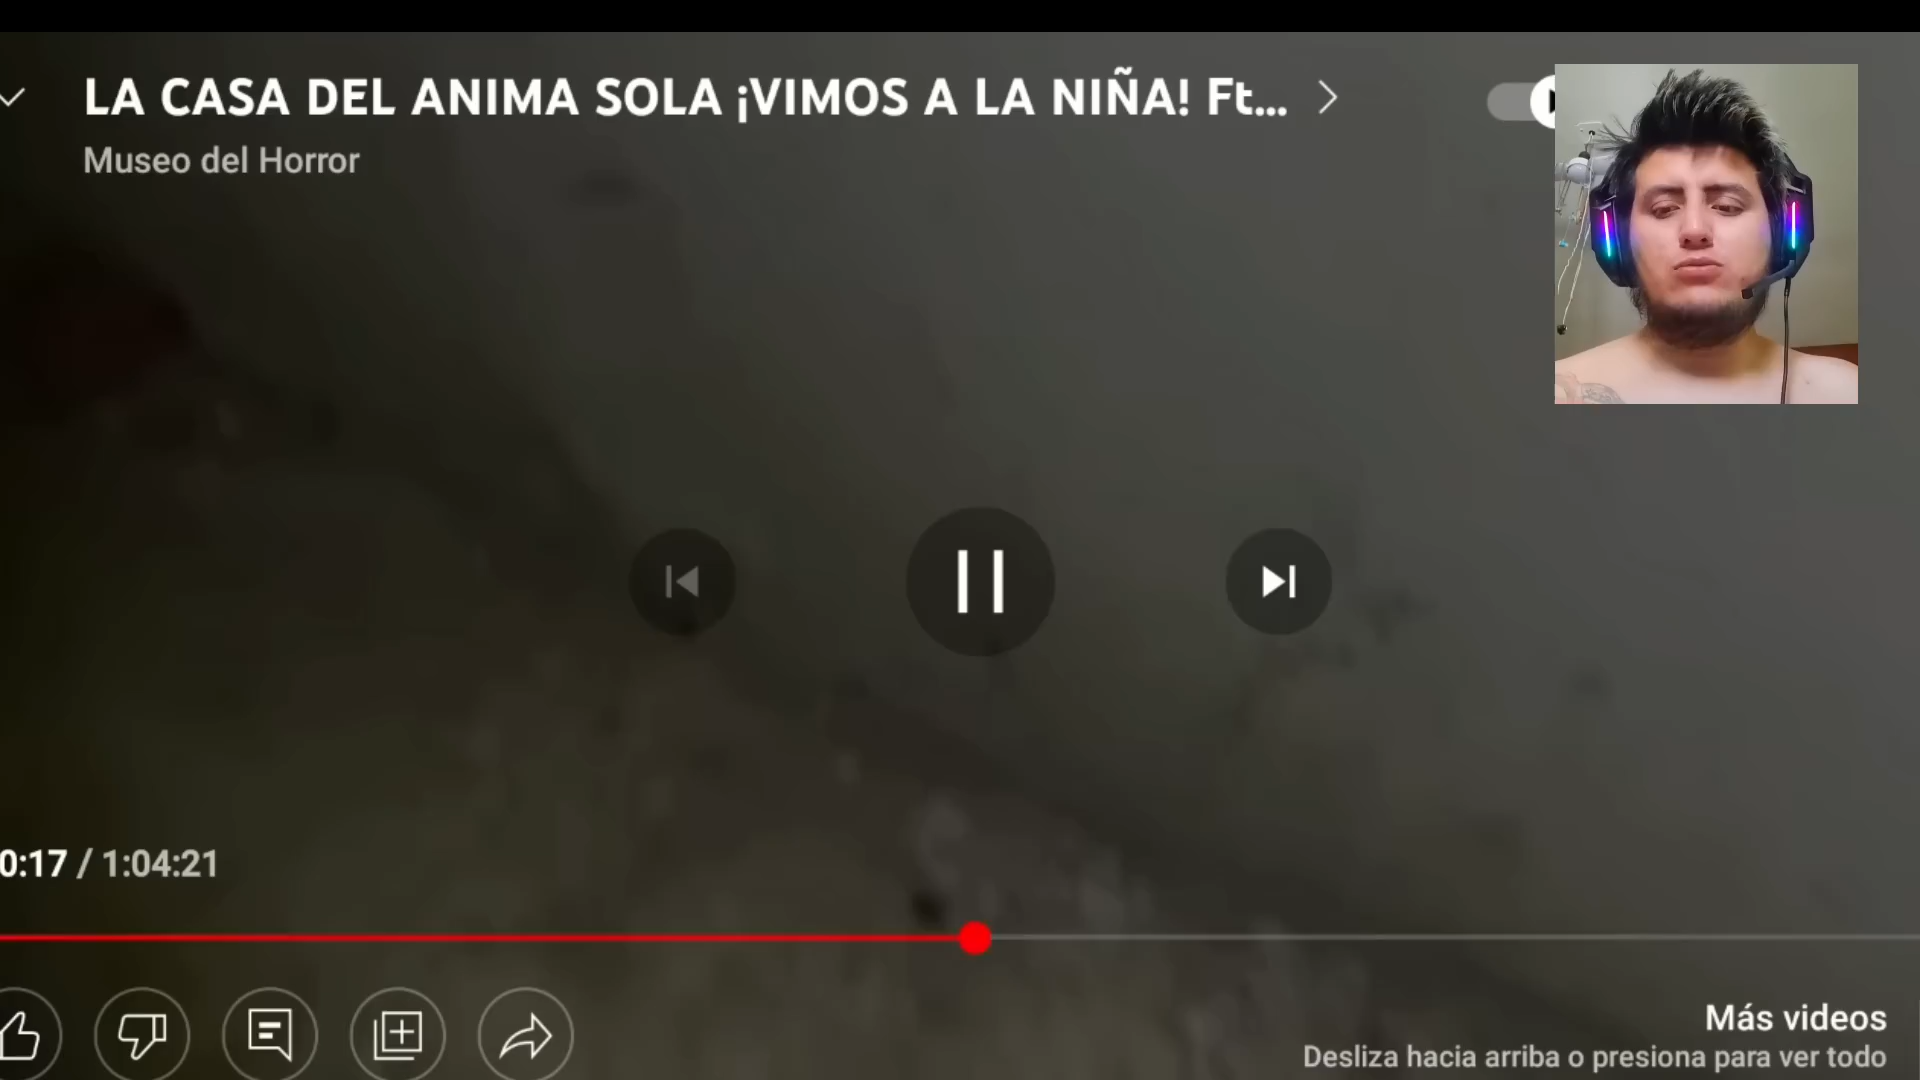 LA CASA DEL ANIMA SOLA ¡VIMOS A LA NIÑA! Ft...
Museo del Horror
0:17 / 1:04:21
Más videos
Desliza hacia arriba o presiona para ver todo